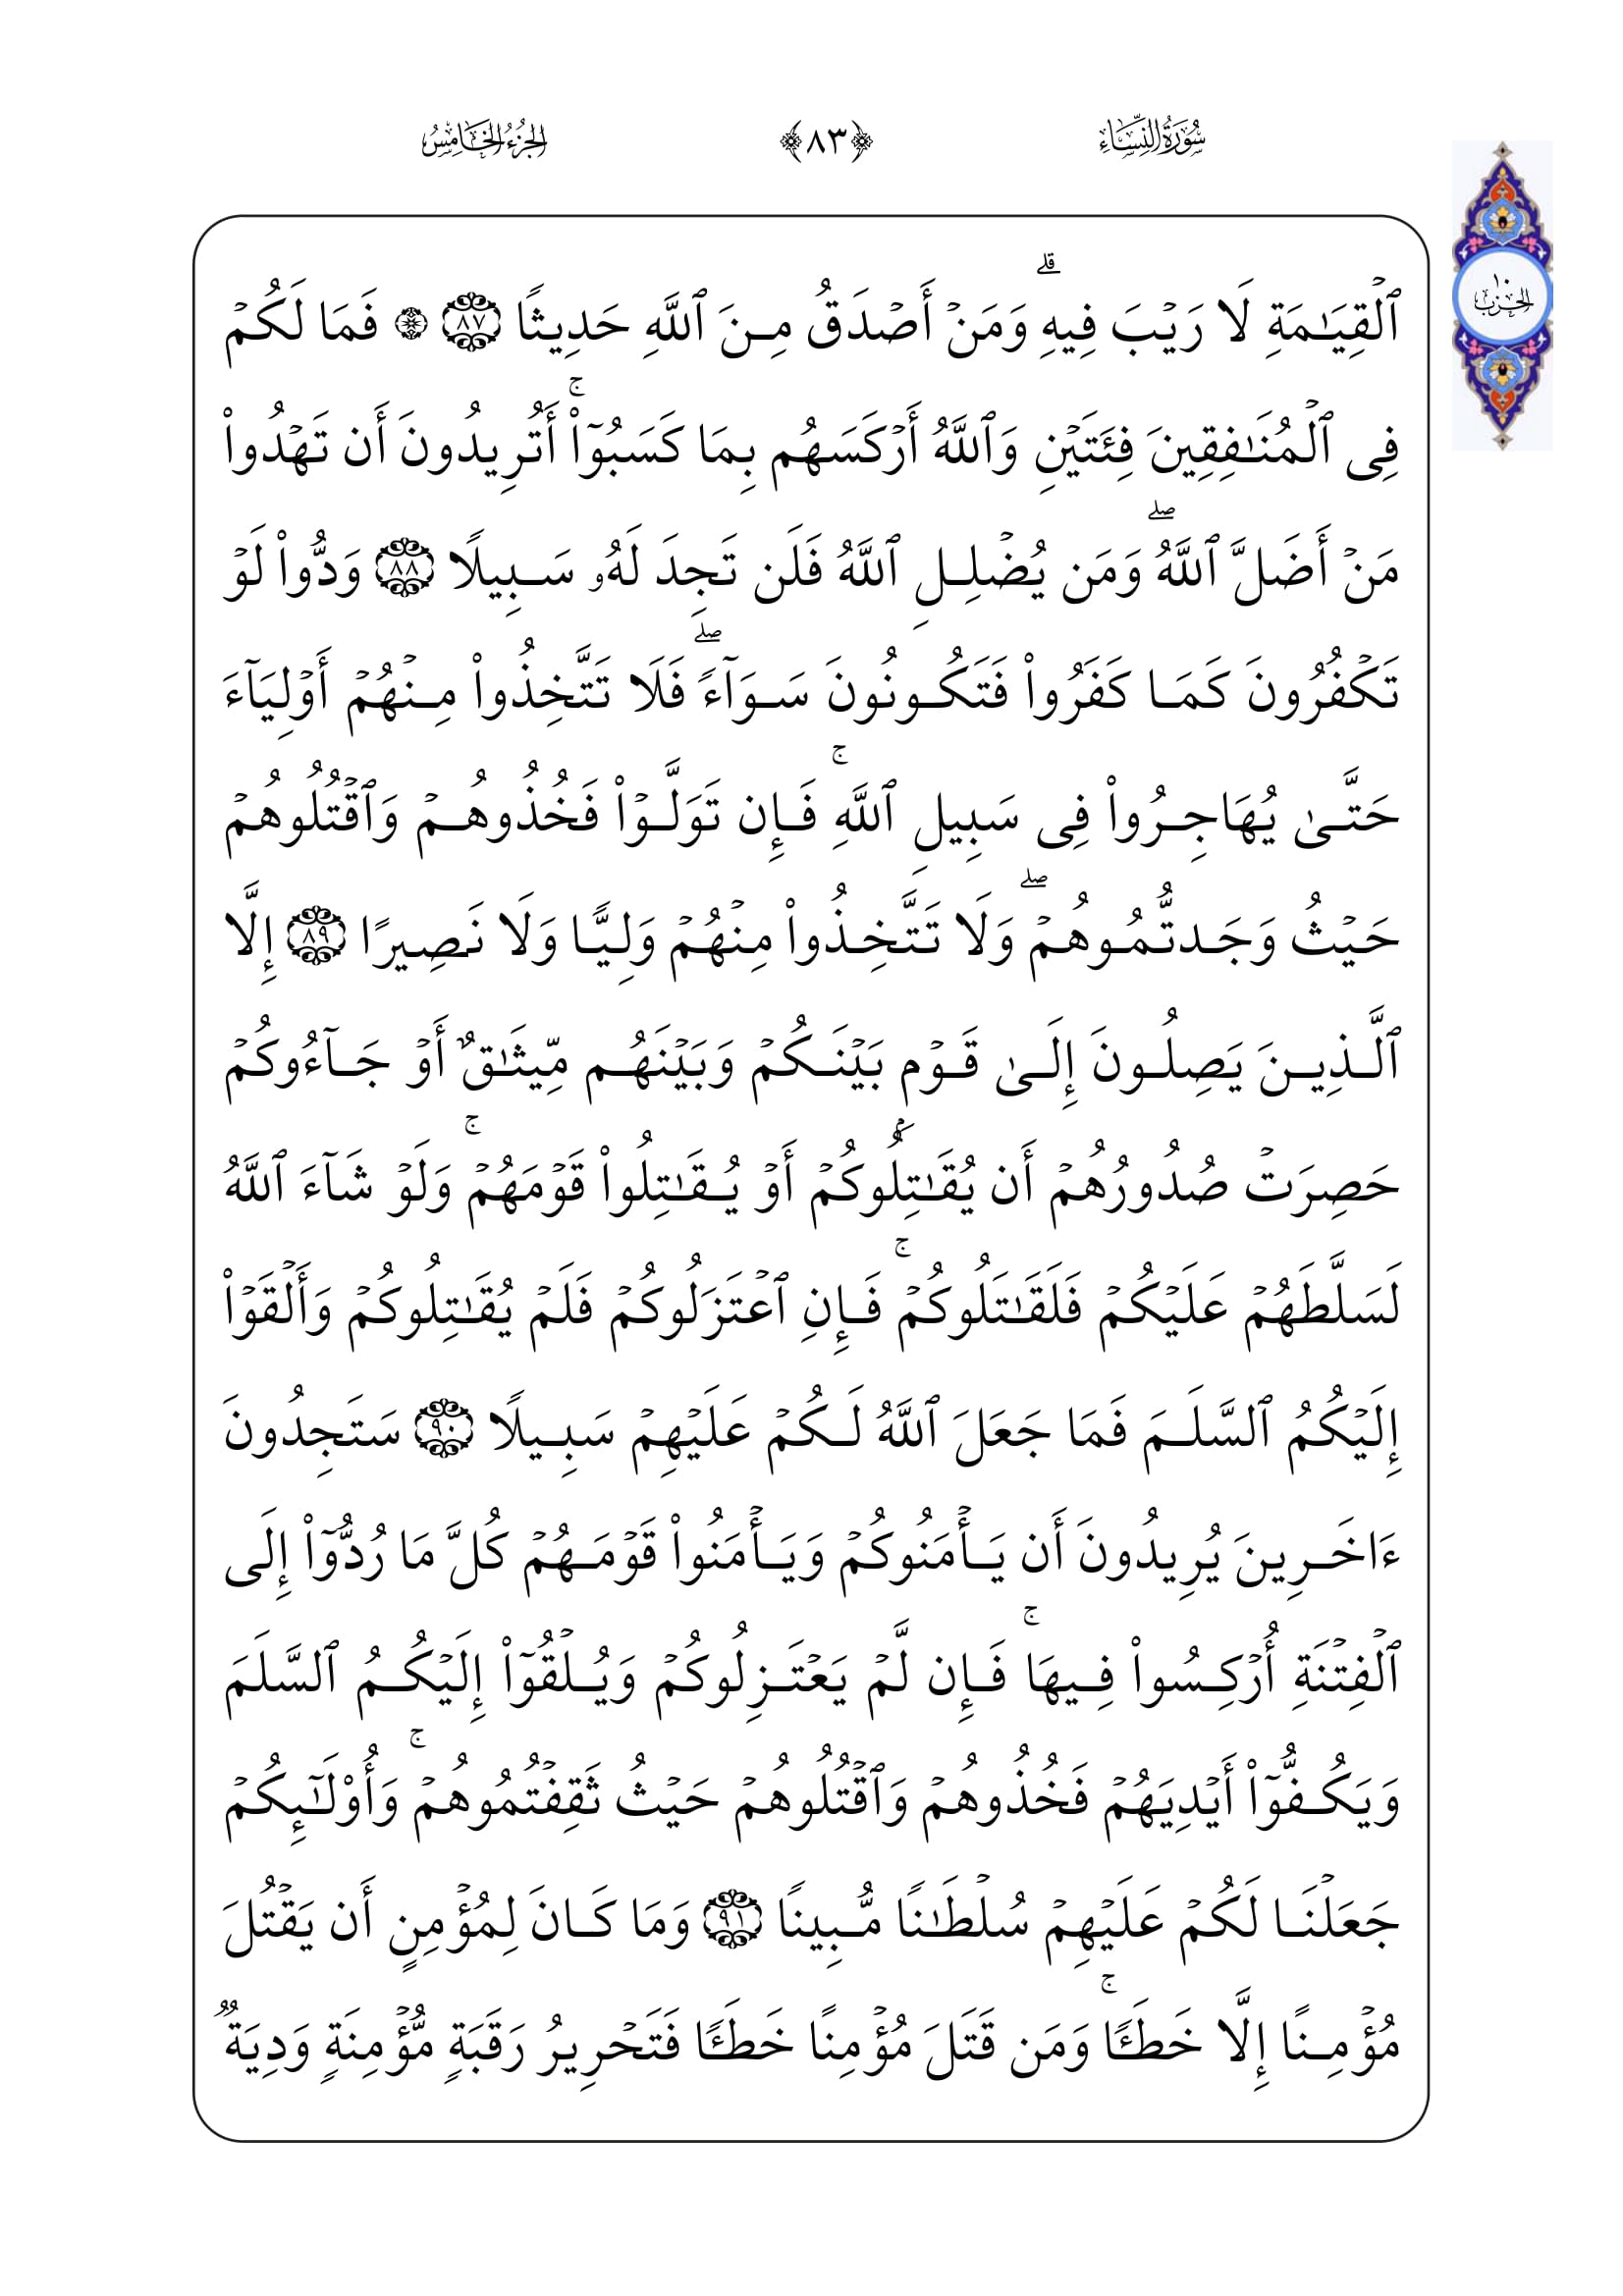 سُورَةُ النِّسَاءِ
﴿٨٣﴾
الجُزْءُ الخَامِسُ
الحِزب ١٠
ٱلۡقِيَٰمَةِ لَا رَيۡبَ فِيهِۗ وَمَنۡ أَصۡدَقُ مِنَ ٱللَّهِ حَدِيثًا ٨٧ ۞ فَمَا لَكُمۡ
فِي ٱلۡمُنَٰفِقِينَ فِئَتَيۡنِ وَٱللَّهُ أَرۡكَسَهُم بِمَا كَسَبُوٓاْۚ أَتُرِيدُونَ أَن تَهۡدُواْ
مَنۡ أَضَلَّ ٱللَّهُۖ وَمَن يُضۡلِلِ ٱللَّهُ فَلَن تَجِدَ لَهُۥ سَبِيلًا ٨٨ وَدُّواْ لَوۡ
تَكۡفُرُونَ كَمَا كَفَرُواْ فَتَكُونُونَ سَوَآءًۖ فَلَا تَتَّخِذُواْ مِنۡهُمۡ أَوۡلِيَآءَ
حَتَّىٰ يُهَاجِرُواْ فِي سَبِيلِ ٱللَّهِۚ فَإِن تَوَلَّوۡاْ فَخُذُوهُمۡ وَٱقۡتُلُوهُمۡ
حَيۡثُ وَجَدتُّمُوهُمۡۖ وَلَا تَتَّخِذُواْ مِنۡهُمۡ وَلِيًّا وَلَا نَصِيرًا ٨٩ إِلَّا
ٱلَّذِينَ يَصِلُونَ إِلَىٰ قَوۡمِۭ بَيۡنَكُمۡ وَبَيۡنَهُم مِّيثَٰقٌ أَوۡ جَآءُوكُمۡ
حَصِرَتۡ صُدُورُهُمۡ أَن يُقَٰتِلُوكُمۡ أَوۡ يُقَٰتِلُواْ قَوۡمَهُمۡۚ وَلَوۡ شَآءَ ٱللَّهُ
لَسَلَّطَهُمۡ عَلَيۡكُمۡ فَلَقَٰتَلُوكُمۡۚ فَإِنِ ٱعۡتَزَلُوكُمۡ فَلَمۡ يُقَٰتِلُوكُمۡ وَأَلۡقَوۡاْ
إِلَيۡكُمُ ٱلسَّلَمَ فَمَا جَعَلَ ٱللَّهُ لَكُمۡ عَلَيۡهِمۡ سَبِيلًا ٩٠ سَتَجِدُونَ
ءَاخَرِينَ يُرِيدُونَ أَن يَأۡمَنُوكُمۡ وَيَأۡمَنُواْ قَوۡمَهُمۡ كُلَّ مَا رُدُّوٓاْ إِلَى
ٱلۡفِتۡنَةِ أُرۡكِسُواْ فِيهَاۚ فَإِن لَّمۡ يَعۡتَزِلُوكُمۡ وَيُلۡقُوٓاْ إِلَيۡكُمُ ٱلسَّلَمَ
وَيَكُفُّوٓاْ أَيۡدِيَهُمۡ فَخُذُوهُمۡ وَٱقۡتُلُوهُمۡ حَيۡثُ ثَقِفۡتُمُوهُمۡۚ وَأُوْلَٰٓئِكُمۡ
جَعَلۡنَا لَكُمۡ عَلَيۡهِمۡ سُلۡطَٰنًا مُّبِينًا ٩١ وَمَا كَانَ لِمُؤۡمِنٍ أَن يَقۡتُلَ
مُؤۡمِنًا إِلَّا خَطَـًٔاۚ وَمَن قَتَلَ مُؤۡمِنًا خَطَـًٔا فَتَحۡرِيرُ رَقَبَةٍ مُّؤۡمِنَةٍ وَدِيَةٌ